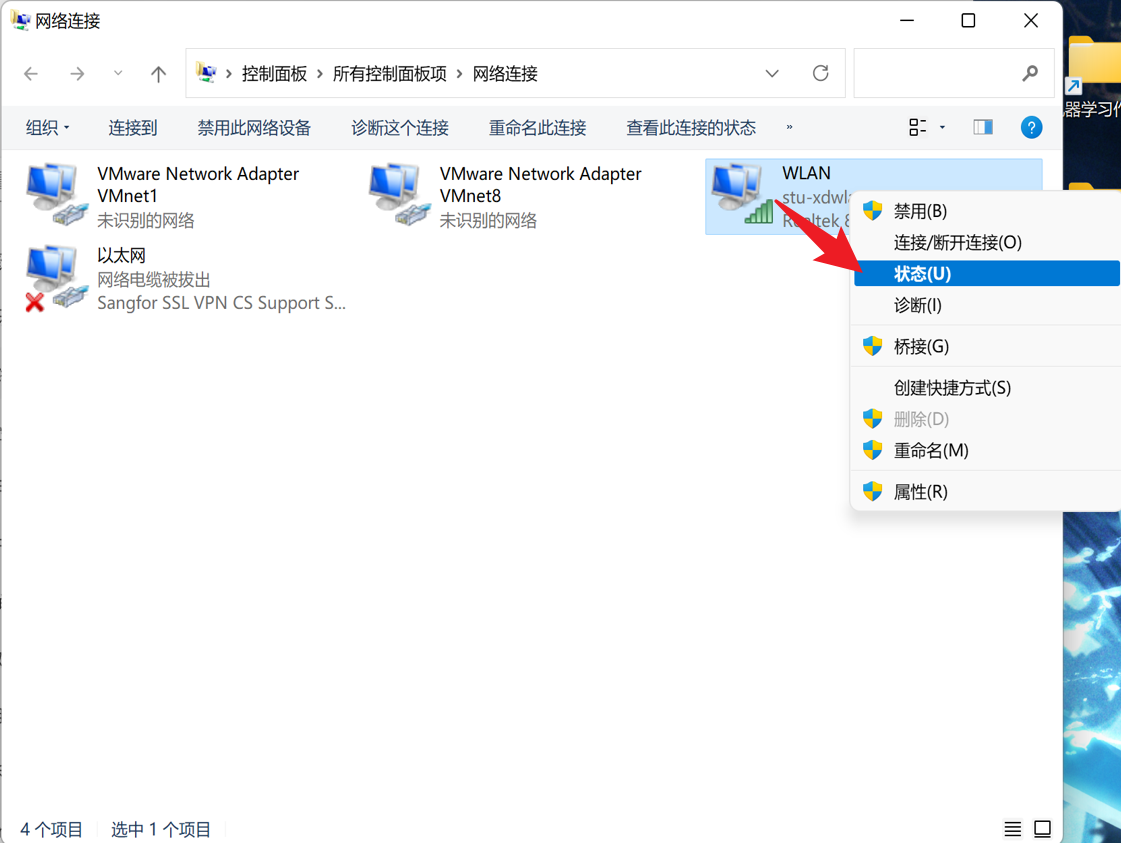 网络连接
控制面板 › 所有控制面板项 › 网络连接
组织 连接到 禁用此网络设备 诊断这个连接 重命名此连接 查看此连接的状态 »
VMware Network Adapter
VMnet1
未识别的网络
VMware Network Adapter
VMnet8
未识别的网络
WLAN
以太网
网络电缆被拔出
Sangfor SSL VPN CS Support S...
禁用(B)
连接/断开连接(O)
状态(U)
诊断(I)
桥接(G)
创建快捷方式(S)
删除(D)
重命名(M)
属性(R)
器学习作
4 个项目 选中 1 个项目